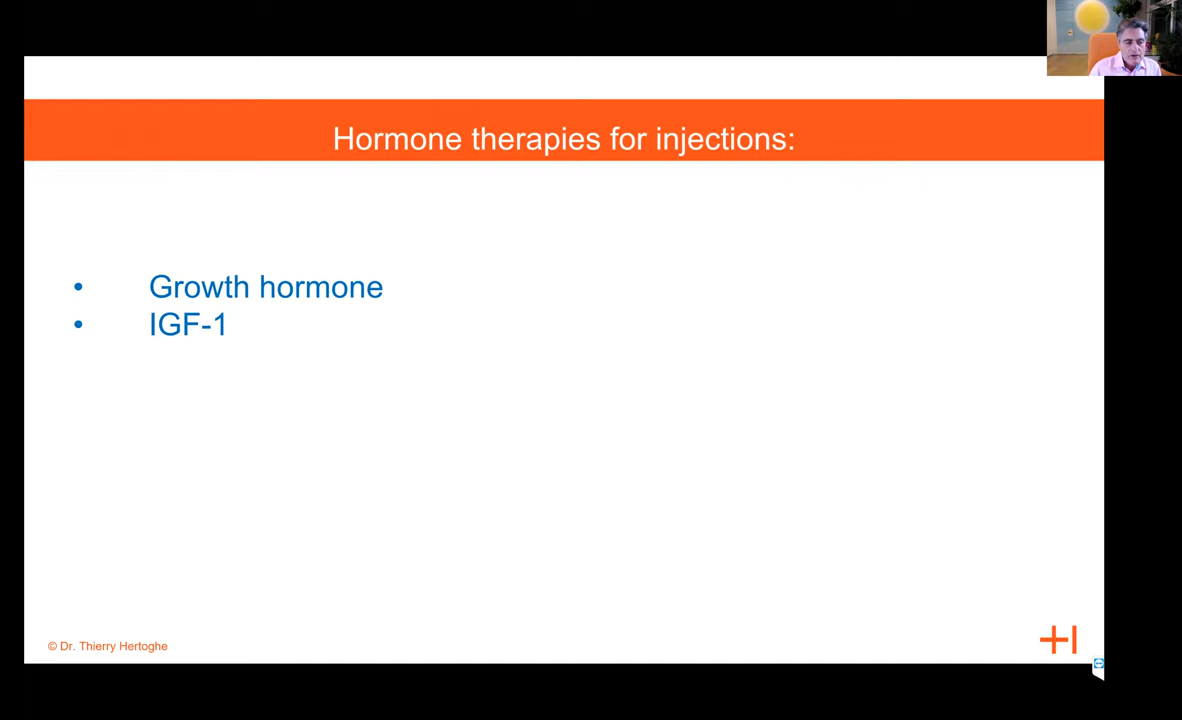 Hormone therapies for injections:
• Growth hormone
• IGF-1
© Dr. Thierry Hertoghe